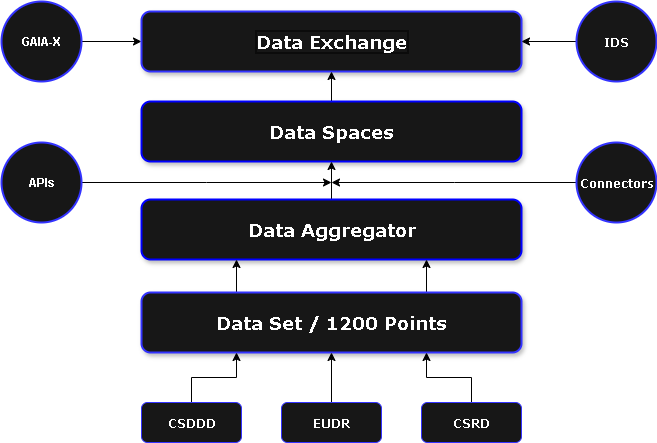 GAIA-X
Data Exchange
IDS
Data Spaces
APIs
Connectors
Data Aggregator
Data Set / 1200 Points
CSDDD
EUDR
CSRD